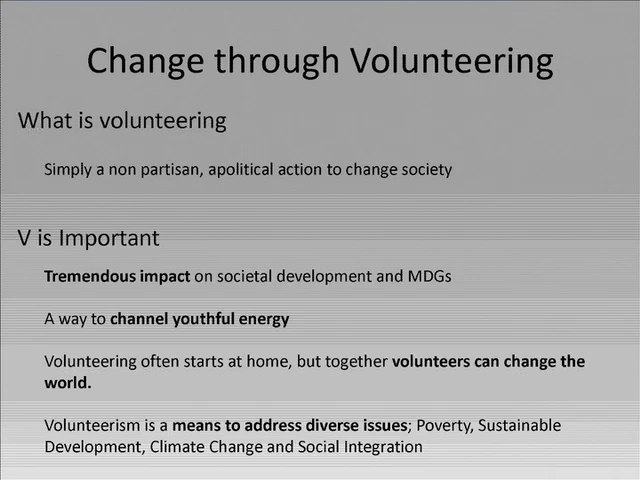 Change through Volunteering
What is volunteering
Simply a non partisan, apolitical action to change society
V is Important
Tremendous impact on societal development and MDGs
A way to channel youthful energy
Volunteering often starts at home, but together volunteers can change the
world.
Volunteerism is a means to address diverse issues; Poverty, Sustainable
Development, Climate Change and Social Integration